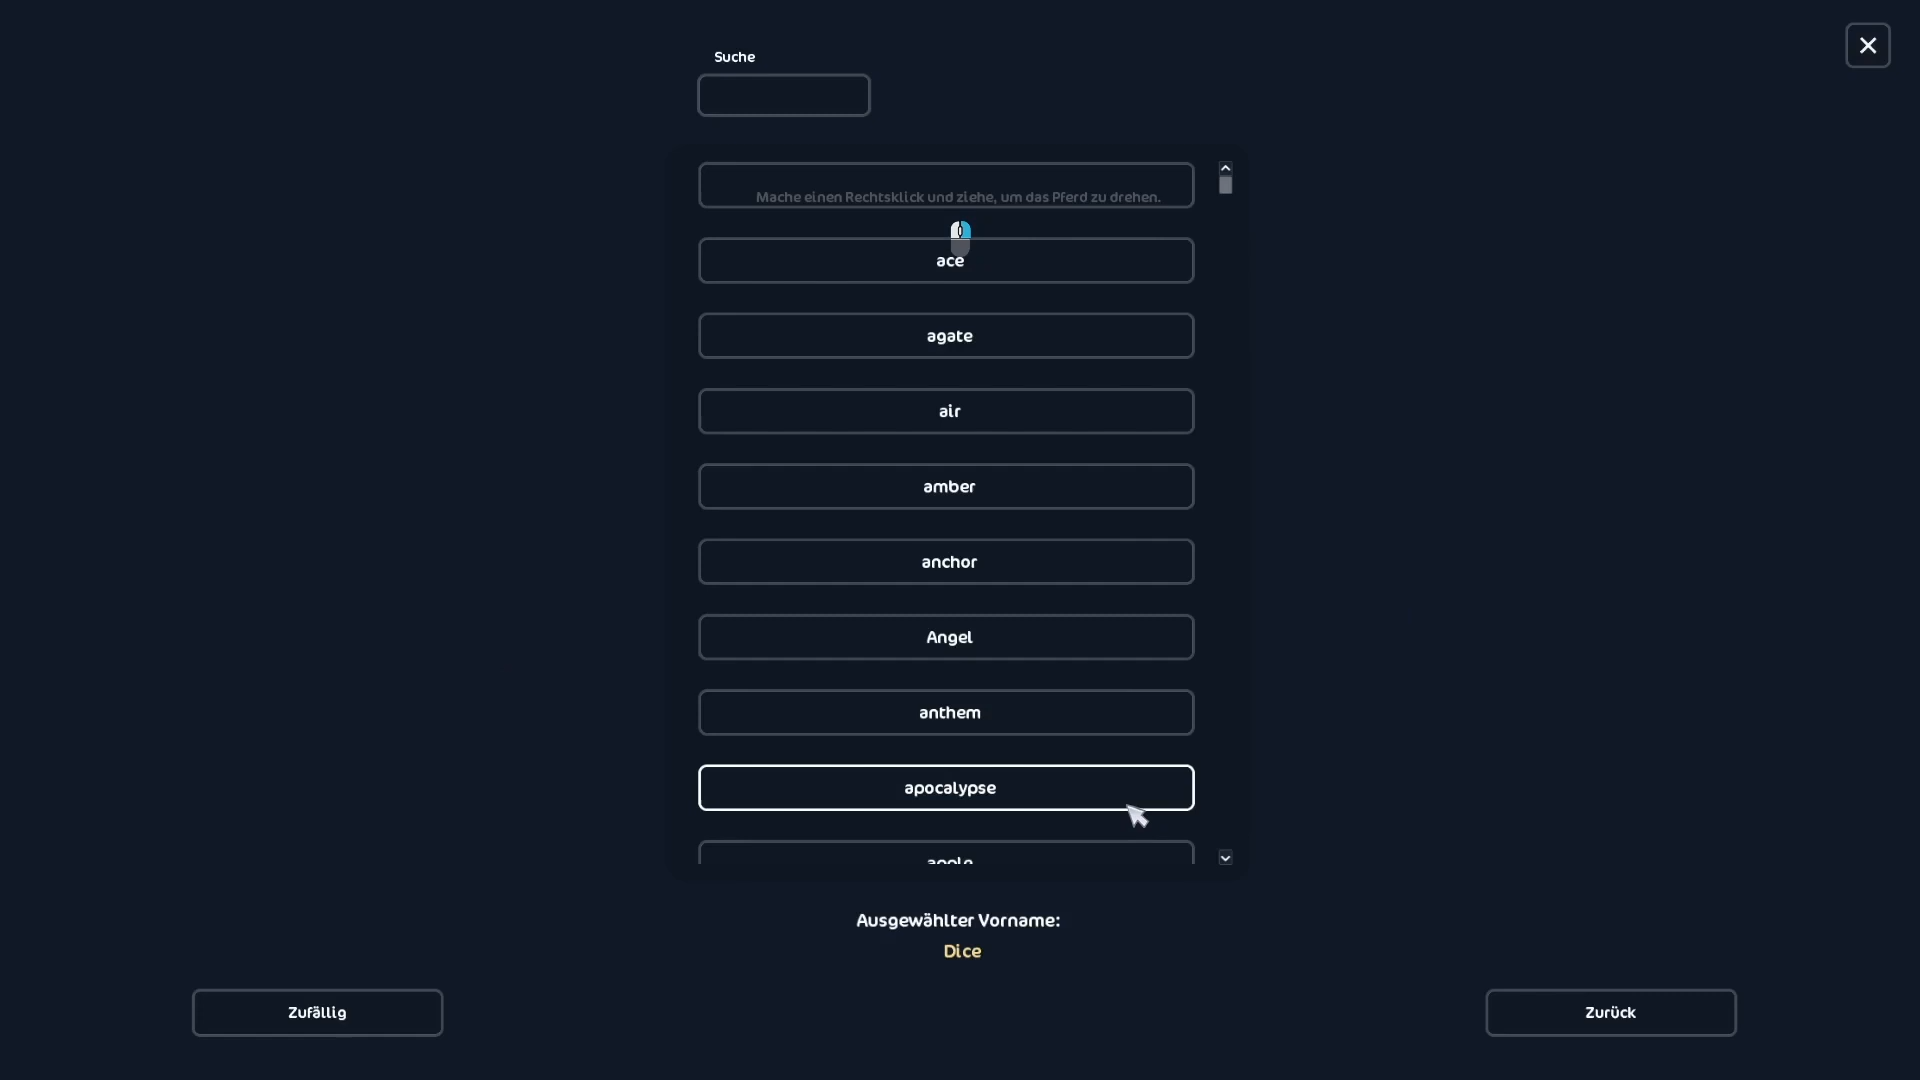 Suche
Mache einen Rechtsklick und ziehe, um das Pferd zu drehen.
ace
agate
air
amber
anchor
Angel
anthem
apocalypse
apple
Ausgewählter Vorname:
Dice
Zufällig
Zurück